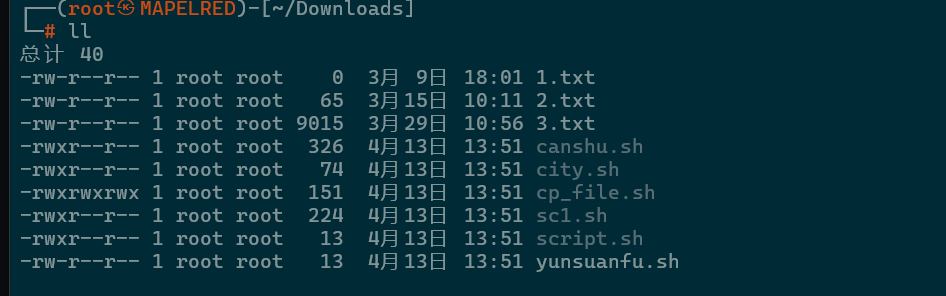 ┌──(root㉿MAPELRED)-[~/Downloads]
└─# ll
总计 40
-rw-r--r-- 1 root root    0  3月 9日 18:01 1.txt
-rw-r--r-- 1 root root   65  3月15日 10:11 2.txt
-rw-r--r-- 1 root root 9015  3月29日 10:56 3.txt
-rwxr--r-- 1 root root  326  4月13日 13:51 canshu.sh
-rwxr--r-- 1 root root   74  4月13日 13:51 city.sh
-rwxrwxrwx 1 root root  151  4月13日 13:51 cp_file.sh
-rwxr--r-- 1 root root  224  4月13日 13:51 sc1.sh
-rwxr--r-- 1 root root   13  4月13日 13:51 script.sh
-rw-r--r-- 1 root root   13  4月13日 13:51 yunsuanfu.sh